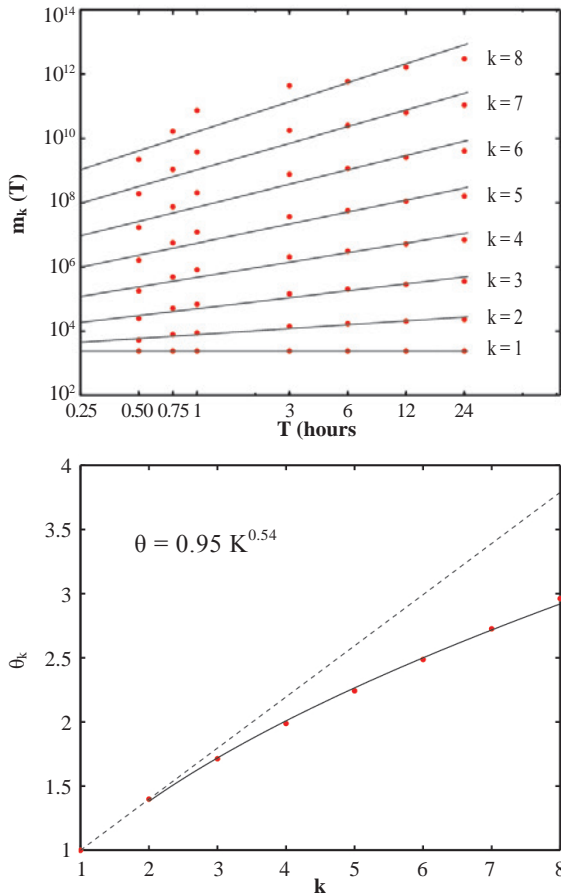 10^14
10^12
10^10
10^8
10^6
10^4
10^2
m_k (T)
k = 8
k = 7
k = 6
k = 5
k = 4
k = 3
k = 2
k = 1
0.25 0.50 0.75 1 3 6 12 24
T (hours
4
3.5
3
2.5
2
1.5
1
θ_k
θ = 0.95 K^0.54
1 2 3 4 5 6 7 8
k